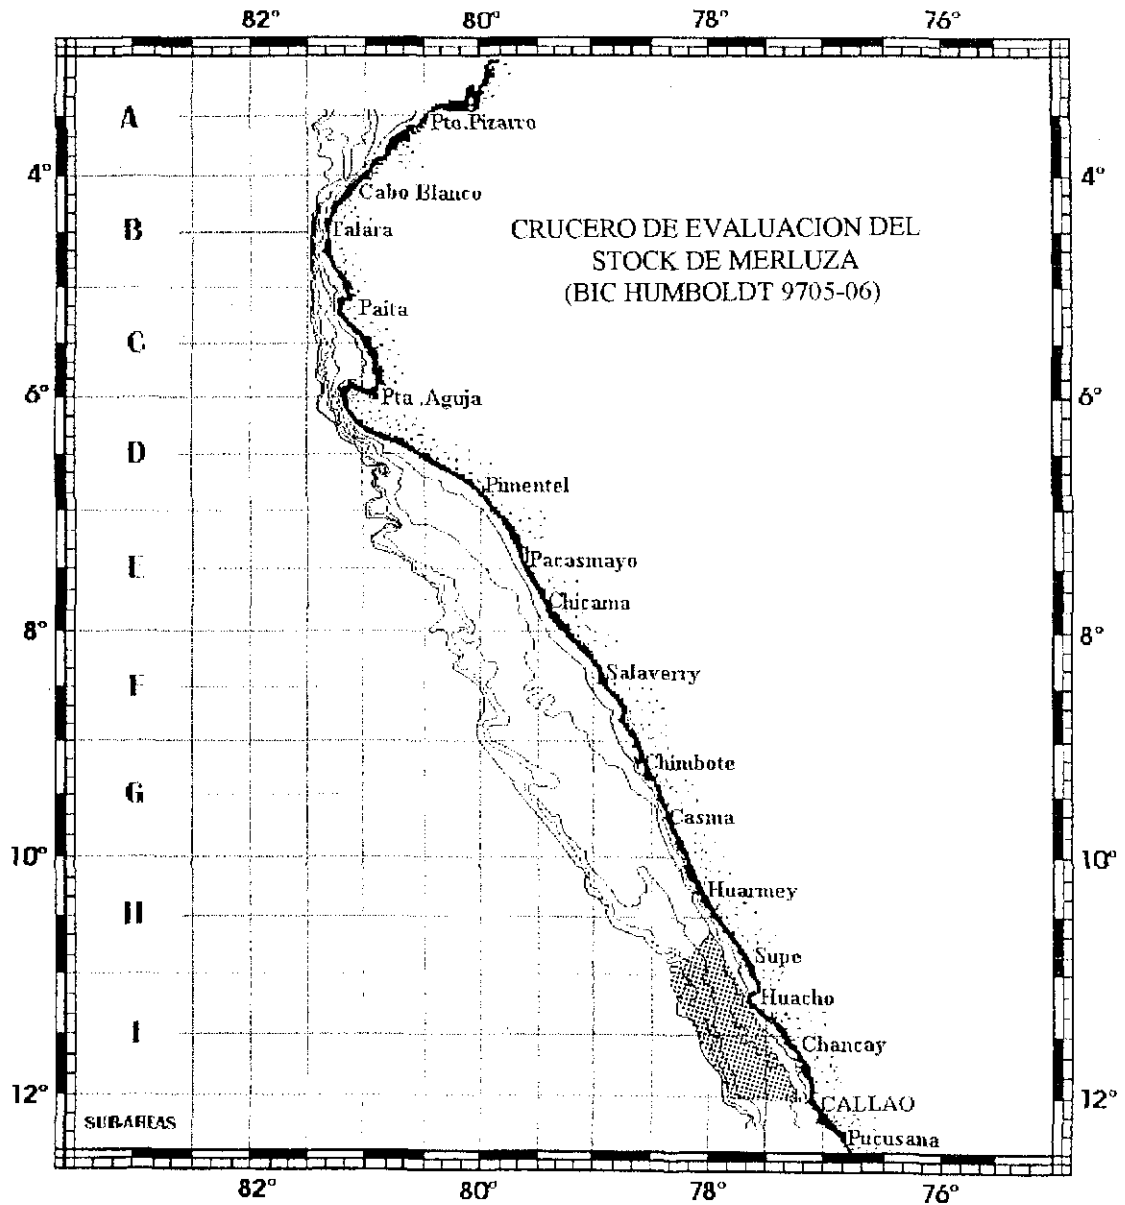 82° 80° 78° 76°
A
Pto.Pizarro
4° 4°
Cabo Blanco
B
Talara
CRUCERO DE EVALUACION DEL
STOCK DE MERLUZA
(BIC HUMBOLDT 9705-06)
Paita
C
6° 6°
Pta .Aguja
D
Pimentel
E
Pacasmayo
Chicama
8° 8°
F
Salaverry
Chimbote
G
Casma
10° 10°
Huarmey
H
Supe
Huacho
I
Chancay
12° 12°
CALLAO
SUB-AREAS
Pucusana
82° 80° 78° 76°